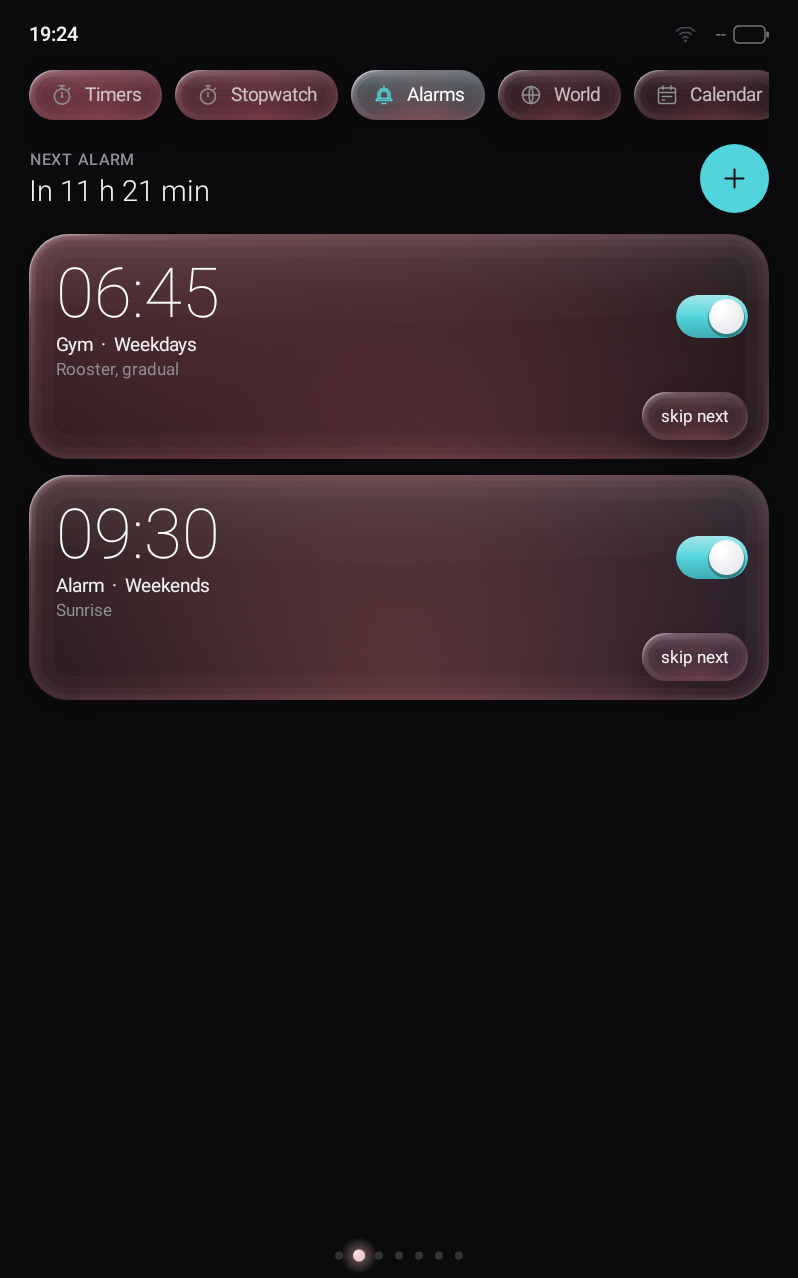 19:24
--
Timers Stopwatch Alarms World Calendar
NEXT ALARM
In 11 h 21 min
06:45
Gym · Weekdays
Rooster, gradual
skip next
09:30
Alarm · Weekends
Sunrise
skip next